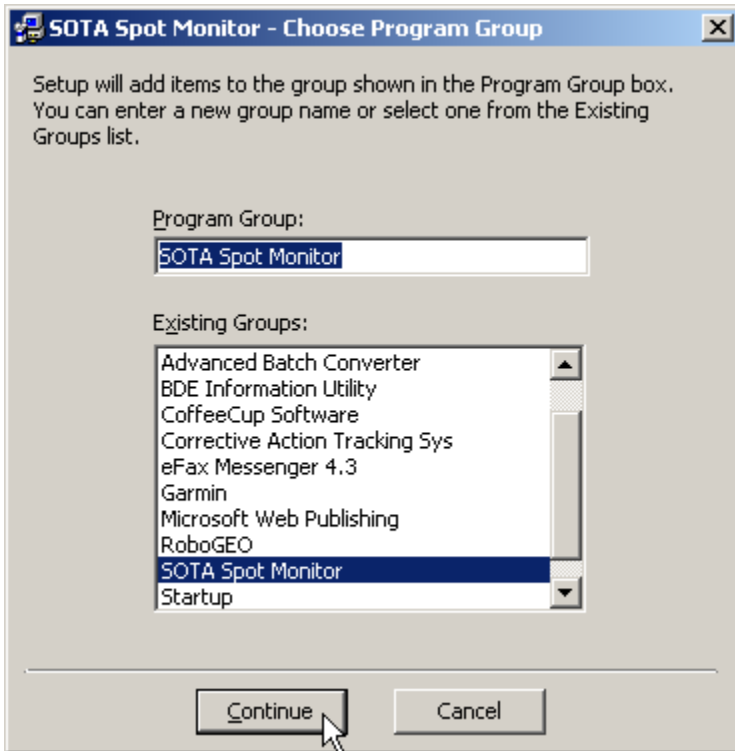 SOTA Spot Monitor - Choose Program Group
Setup will add items to the group shown in the Program Group box.
You can enter a new group name or select one from the Existing
Groups list.
Program Group:
SOTA Spot Monitor
Existing Groups:
Advanced Batch Converter
BDE Information Utility
CoffeeCup Software
Corrective Action Tracking Sys
eFax Messenger 4.3
Garmin
Microsoft Web Publishing
RoboGEO
SOTA Spot Monitor
Startup
Continue
Cancel